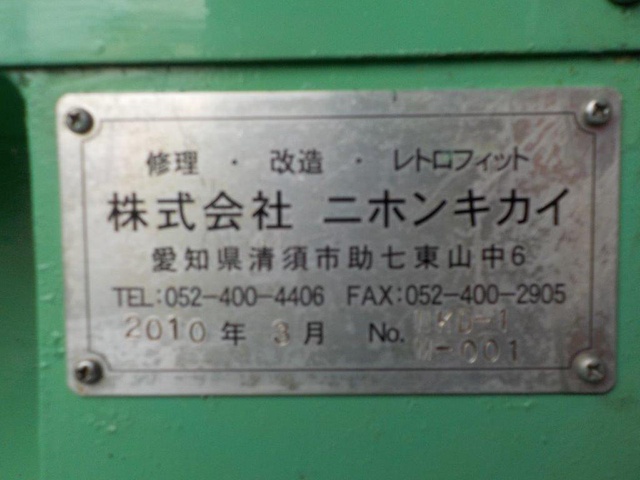 修理 ・ 改造 ・ レトロフィット
株式会社 ニホンキカイ
愛知県清須市助七東山中6
TEL:052-400-4406 FAX:052-400-2905
2010 年 3 月 No.
M-001